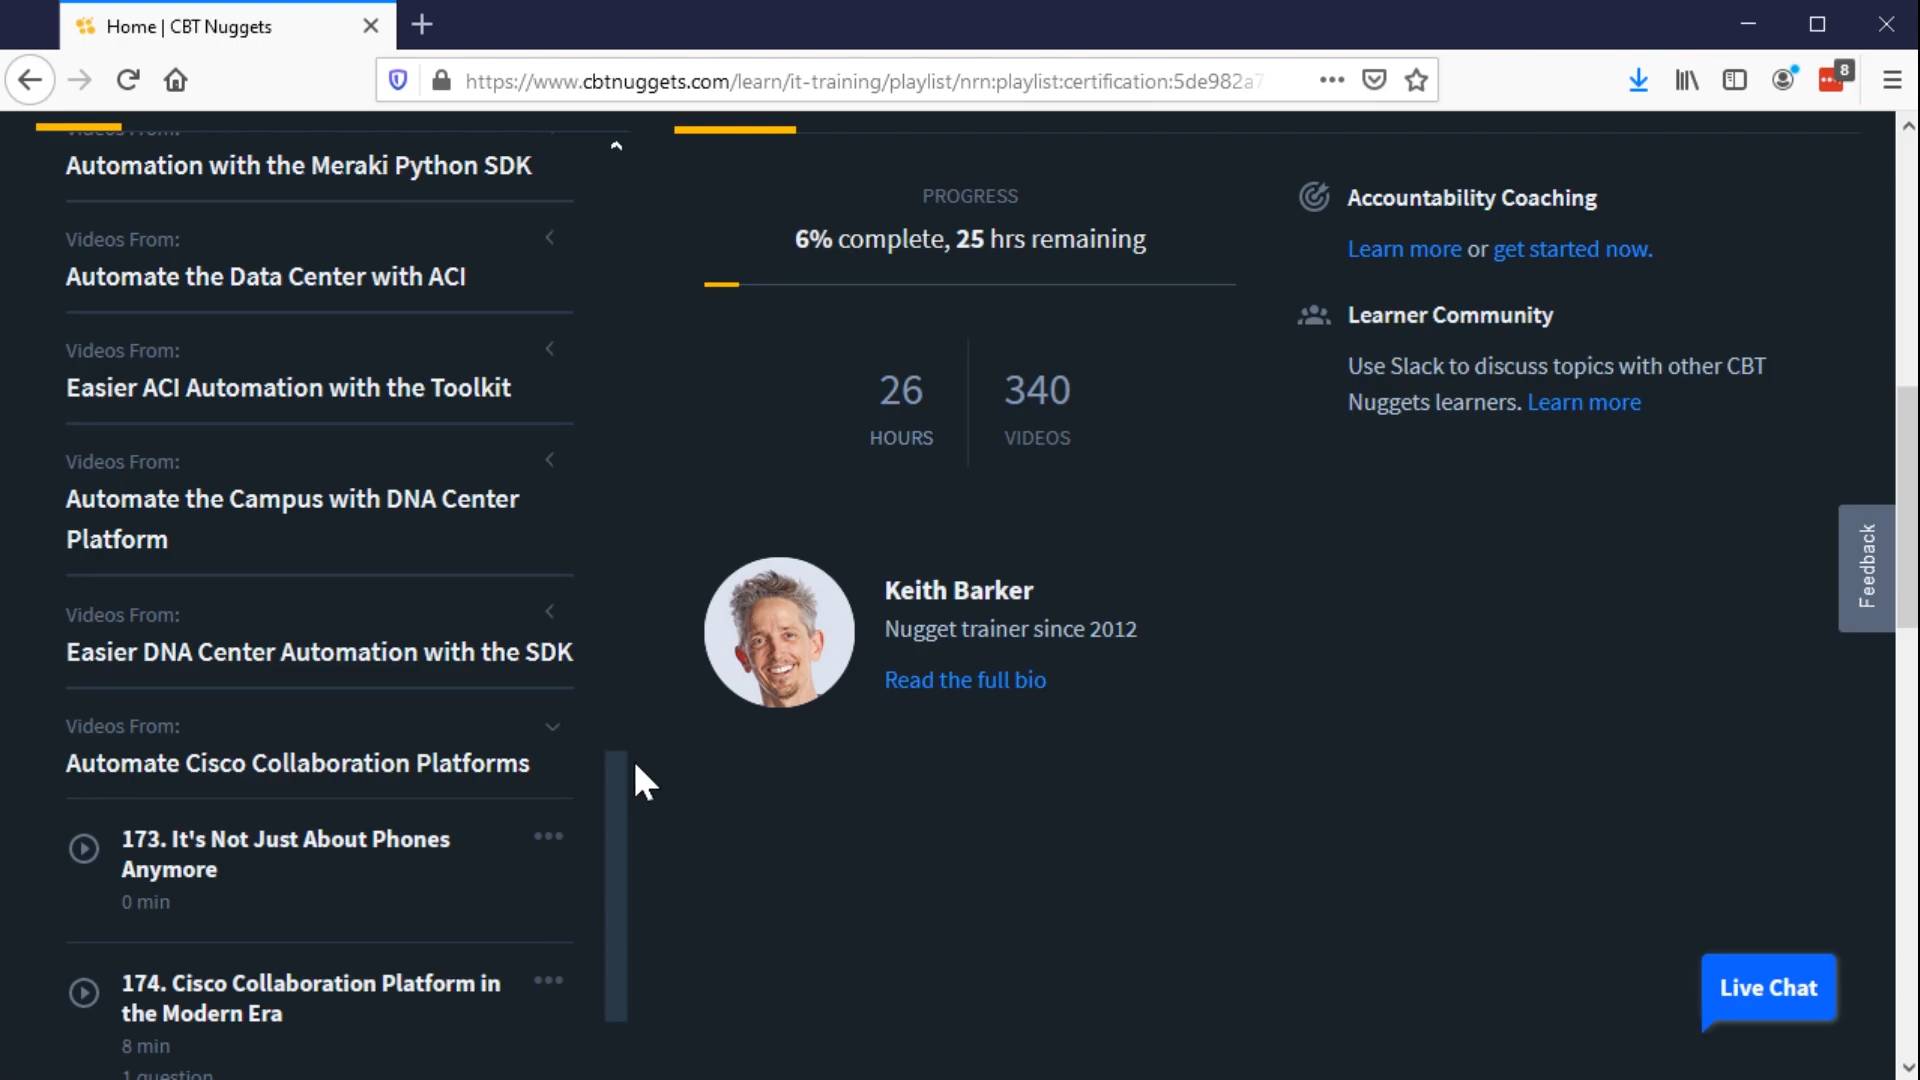 Home | CBT Nuggets
https://www.cbtnuggets.com/learn/it-training/playlist/nrn:playlist:certification:5de982a7
8
Videos From:
Automation with the Meraki Python SDK
Videos From:
Automate the Data Center with ACI
Videos From:
Easier ACI Automation with the Toolkit
Videos From:
Automate the Campus with DNA Center
Platform
Videos From:
Easier DNA Center Automation with the SDK
Videos From:
Automate Cisco Collaboration Platforms
173. It's Not Just About Phones
Anymore
0 min
174. Cisco Collaboration Platform in
the Modern Era
8 min
1 question
PROGRESS
6% complete, 25 hrs remaining
26
HOURS
340
VIDEOS
Keith Barker
Nugget trainer since 2012
Read the full bio
Accountability Coaching
Learn more or get started now.
Learner Community
Use Slack to discuss topics with other CBT
Nuggets learners. Learn more
Feedback
Live Chat